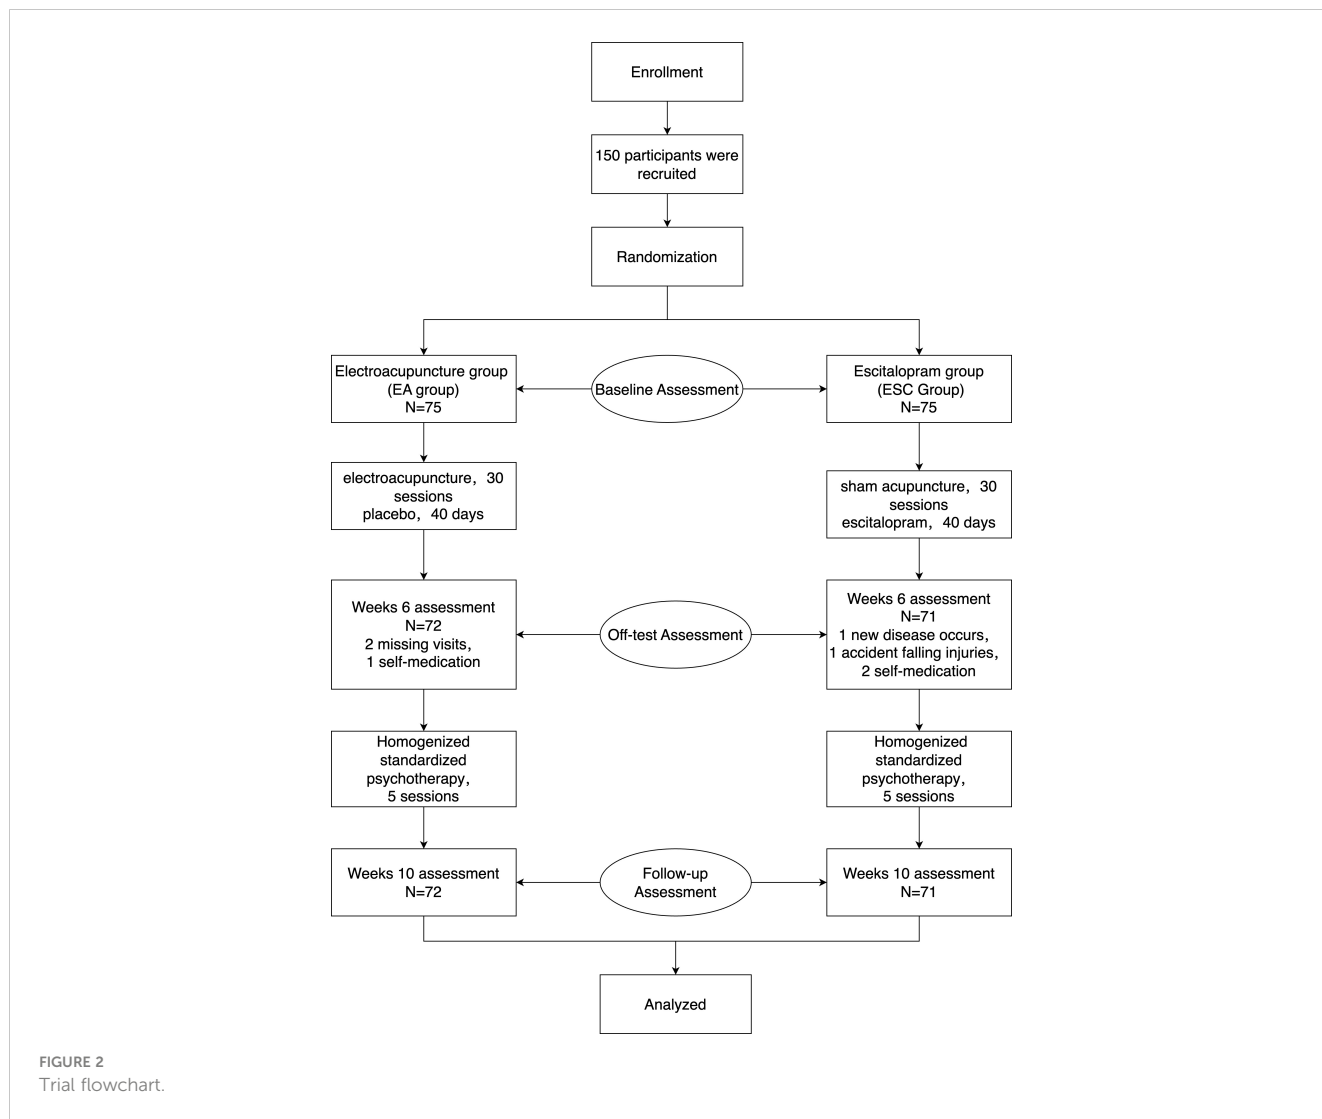 Enrollment
150 participants were
recruited
Randomization
Electroacupuncture group
(EA group)
N=75
Baseline Assessment
Escitalopram group
(ESC Group)
N=75
electroacupuncture,  30
sessions
placebo,  40 days
sham acupuncture,  30
sessions
escitalopram,  40 days
Weeks 6 assessment
N=72
2 missing visits,
1 self-medication
Off-test Assessment
Weeks 6 assessment
N=71
1 new disease occurs,
1 accident falling injuries,
2 self-medication
Homogenized
standardized
psychotherapy,
5 sessions
Homogenized
standardized
psychotherapy,
5 sessions
Weeks 10 assessment
N=72
Follow-up
Assessment
Weeks 10 assessment
N=71
Analyzed
FIGURE 2
Trial flowchart.